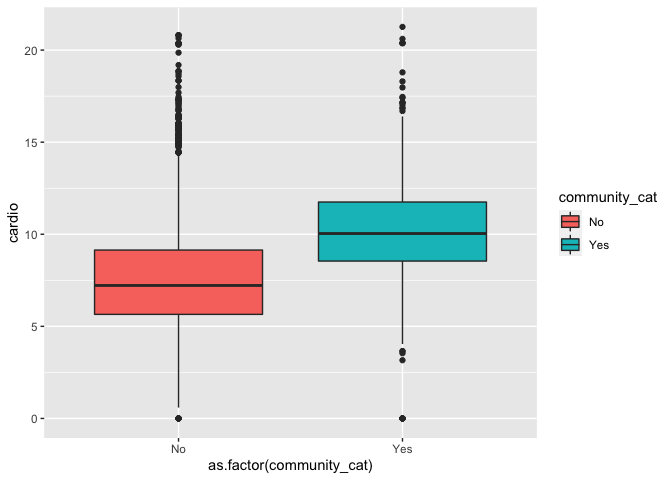 cardio
20
15
10
5
0
No
Yes
as.factor(community_cat)
community_cat
No
Yes